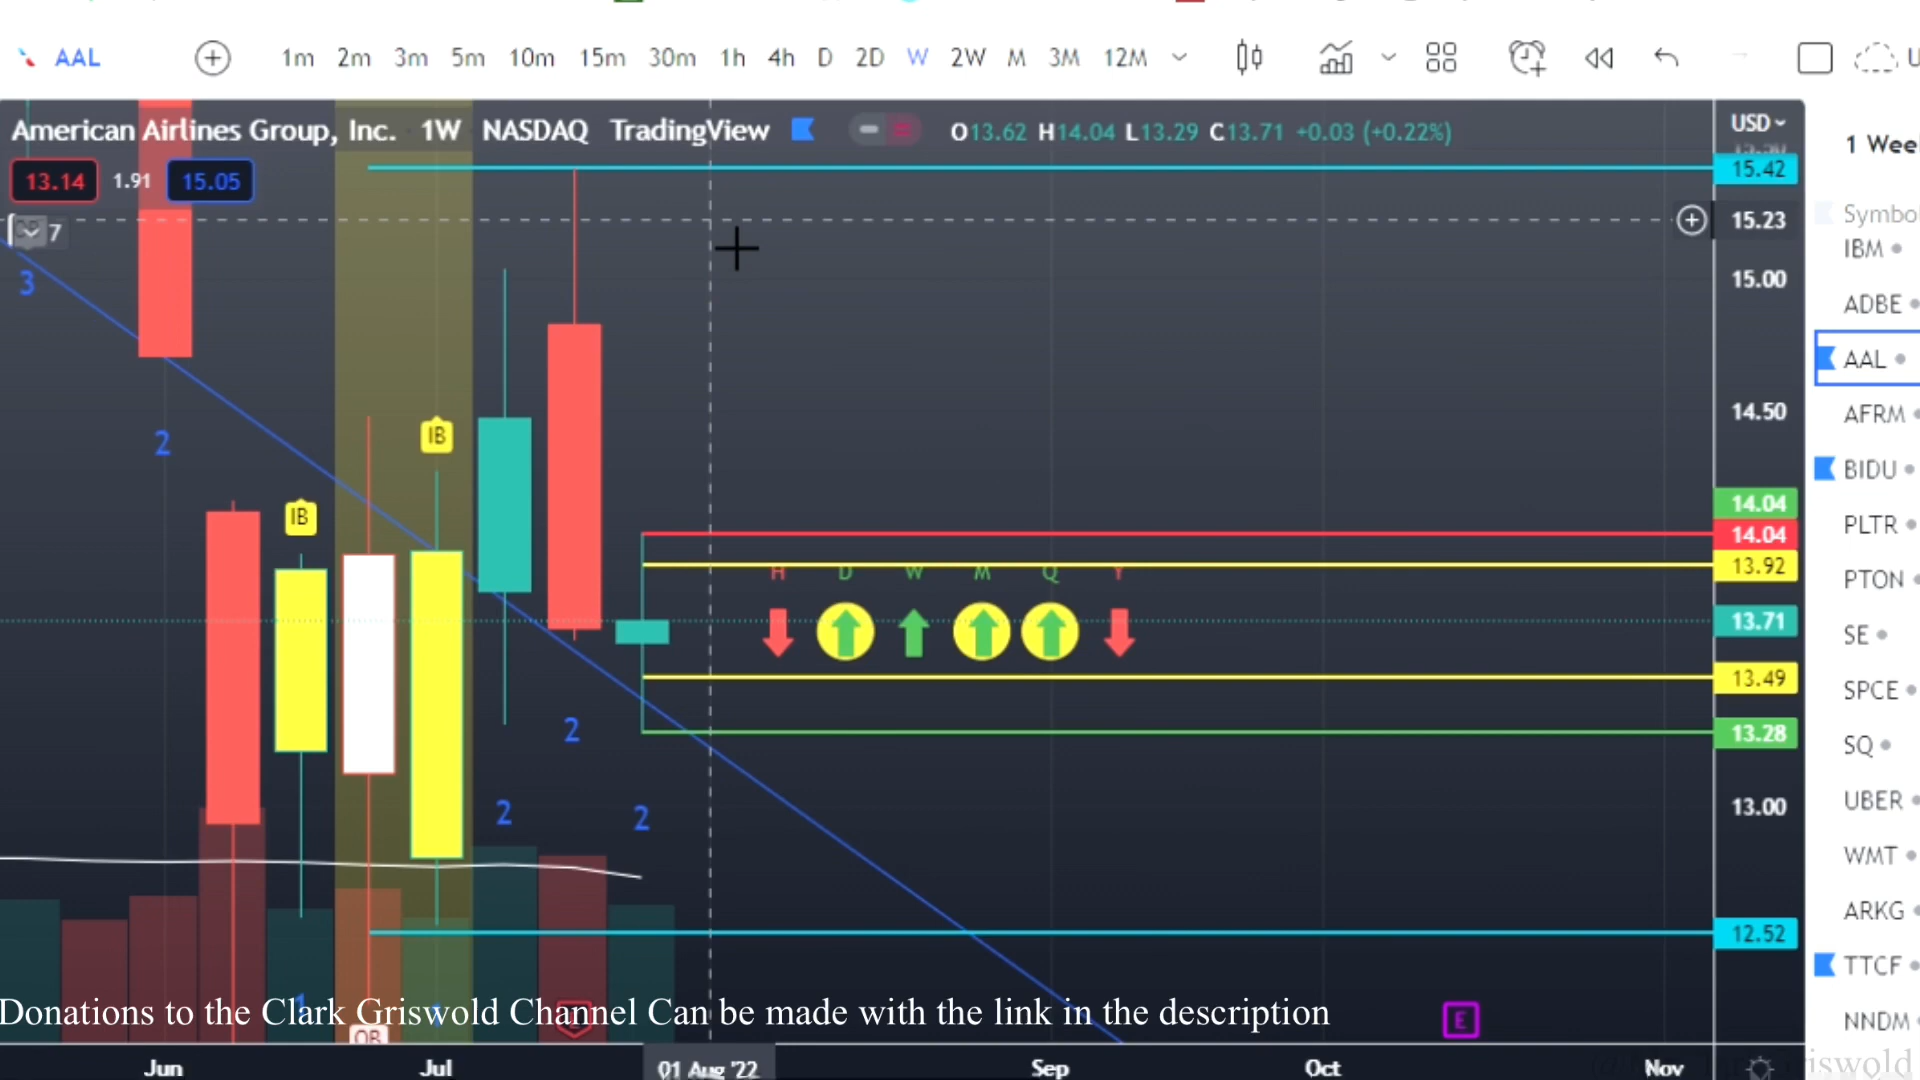 AAL 1m 2m 3m 5m 10m 15m 30m 1h 4h D 2D W 2W M 3M 12M U
American Airlines Group, Inc. 1W NASDAQ TradingView O13.62 H14.04 L13.29 C13.71 +0.03 (+0.22%)
USD
1 Wee
13.14 1.91 15.05
15.42
7
15.23
Symbo
IBM
3
15.00
ADBE
AAL
14.50
AFRM
IB
2
BIDU
IB
14.04
PLTR
14.04
13.92
H D W M Q Y
PTON
13.71
SE
13.49
SPCE
2
13.28
SQ
2
2
13.00
UBER
WMT
ARKG
12.52
TTCF
Donations to the Clark Griswold Channel Can be made with the link in the description
E
NNDM
OB
Jun Jul 01 Aug '22 Sep Oct Nov
riswold